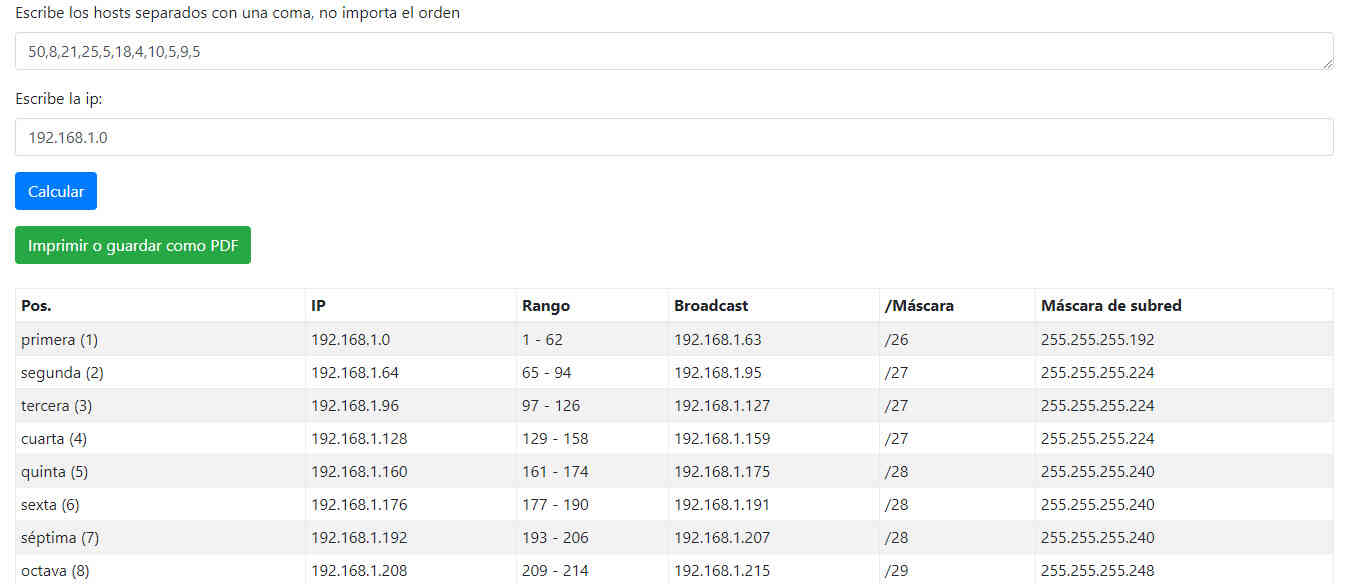 Escribe los hosts separados con una coma, no importa el orden
50,8,21,25,5,18,4,10,5,9,5
Escribe la ip:
192.168.1.0
Calcular
Imprimir o guardar como PDF
Pos. IP Rango Broadcast /Máscara Máscara de subred
primera (1) 192.168.1.0 1 - 62 192.168.1.63 /26 255.255.255.192
segunda (2) 192.168.1.64 65 - 94 192.168.1.95 /27 255.255.255.224
tercera (3) 192.168.1.96 97 - 126 192.168.1.127 /27 255.255.255.224
cuarta (4) 192.168.1.128 129 - 158 192.168.1.159 /27 255.255.255.224
quinta (5) 192.168.1.160 161 - 174 192.168.1.175 /28 255.255.255.240
sexta (6) 192.168.1.176 177 - 190 192.168.1.191 /28 255.255.255.240
séptima (7) 192.168.1.192 193 - 206 192.168.1.207 /28 255.255.255.240
octava (8) 192.168.1.208 209 - 214 192.168.1.215 /29 255.255.255.248